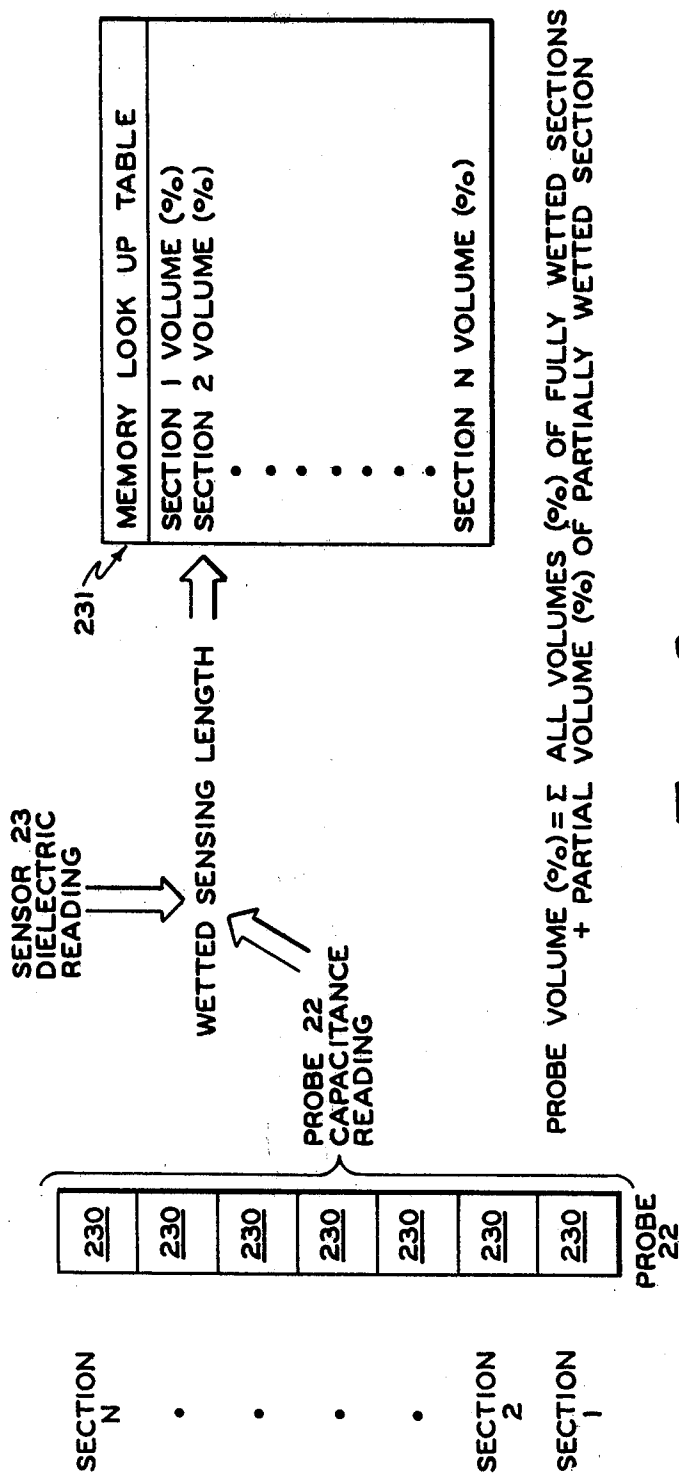 SENSOR 23
DIELECTRIC
READING
WETTED SENSING LENGTH
PROBE 22
CAPACITANCE
READING
231
MEMORY LOOK UP TABLE
SECTION 1 VOLUME (%)
SECTION 2 VOLUME (%)
SECTION N VOLUME (%)
SECTION
N
SECTION
2
SECTION
1
230
230
230
230
230
230
230
PROBE
22
PROBE VOLUME (%) = Σ ALL VOLUMES (%) OF FULLY WETTED SECTIONS
+ PARTIAL VOLUME (%) OF PARTIALLY WETTED SECTION